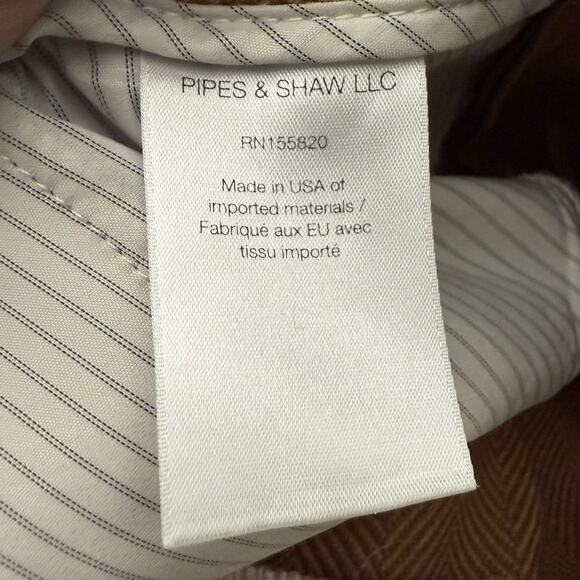 PIPES & SHAW LLC
RN155820
Made in USA of
imported materials /
Fabriqué aux EU avec
tissu importé